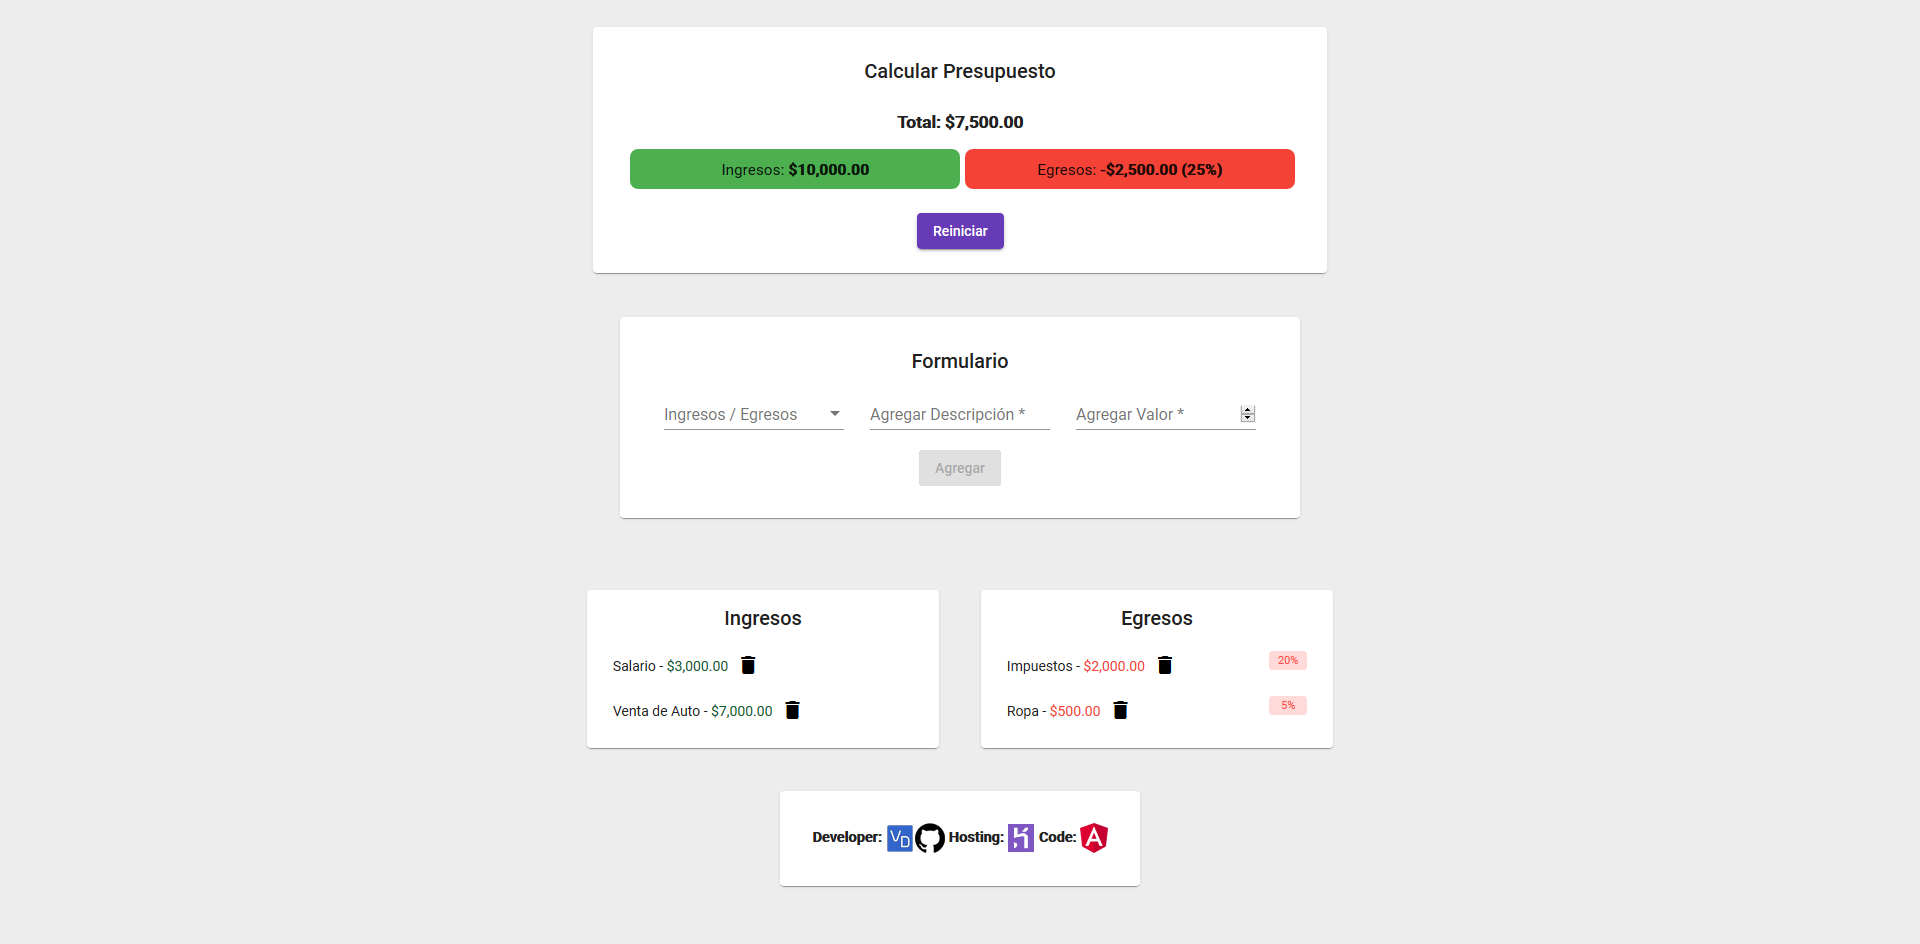 Calcular Presupuesto
Total: $7,500.00
Ingresos: $10,000.00
Egresos: -$2,500.00 (25%)
Reiniciar
Formulario
Ingresos / Egresos
Agregar Descripción *
Agregar Valor *
Agregar
Ingresos
Salario - $3,000.00
Venta de Auto - $7,000.00
Egresos
Impuestos - $2,000.00
20%
Ropa - $500.00
5%
Developer: VD Hosting: Code: A